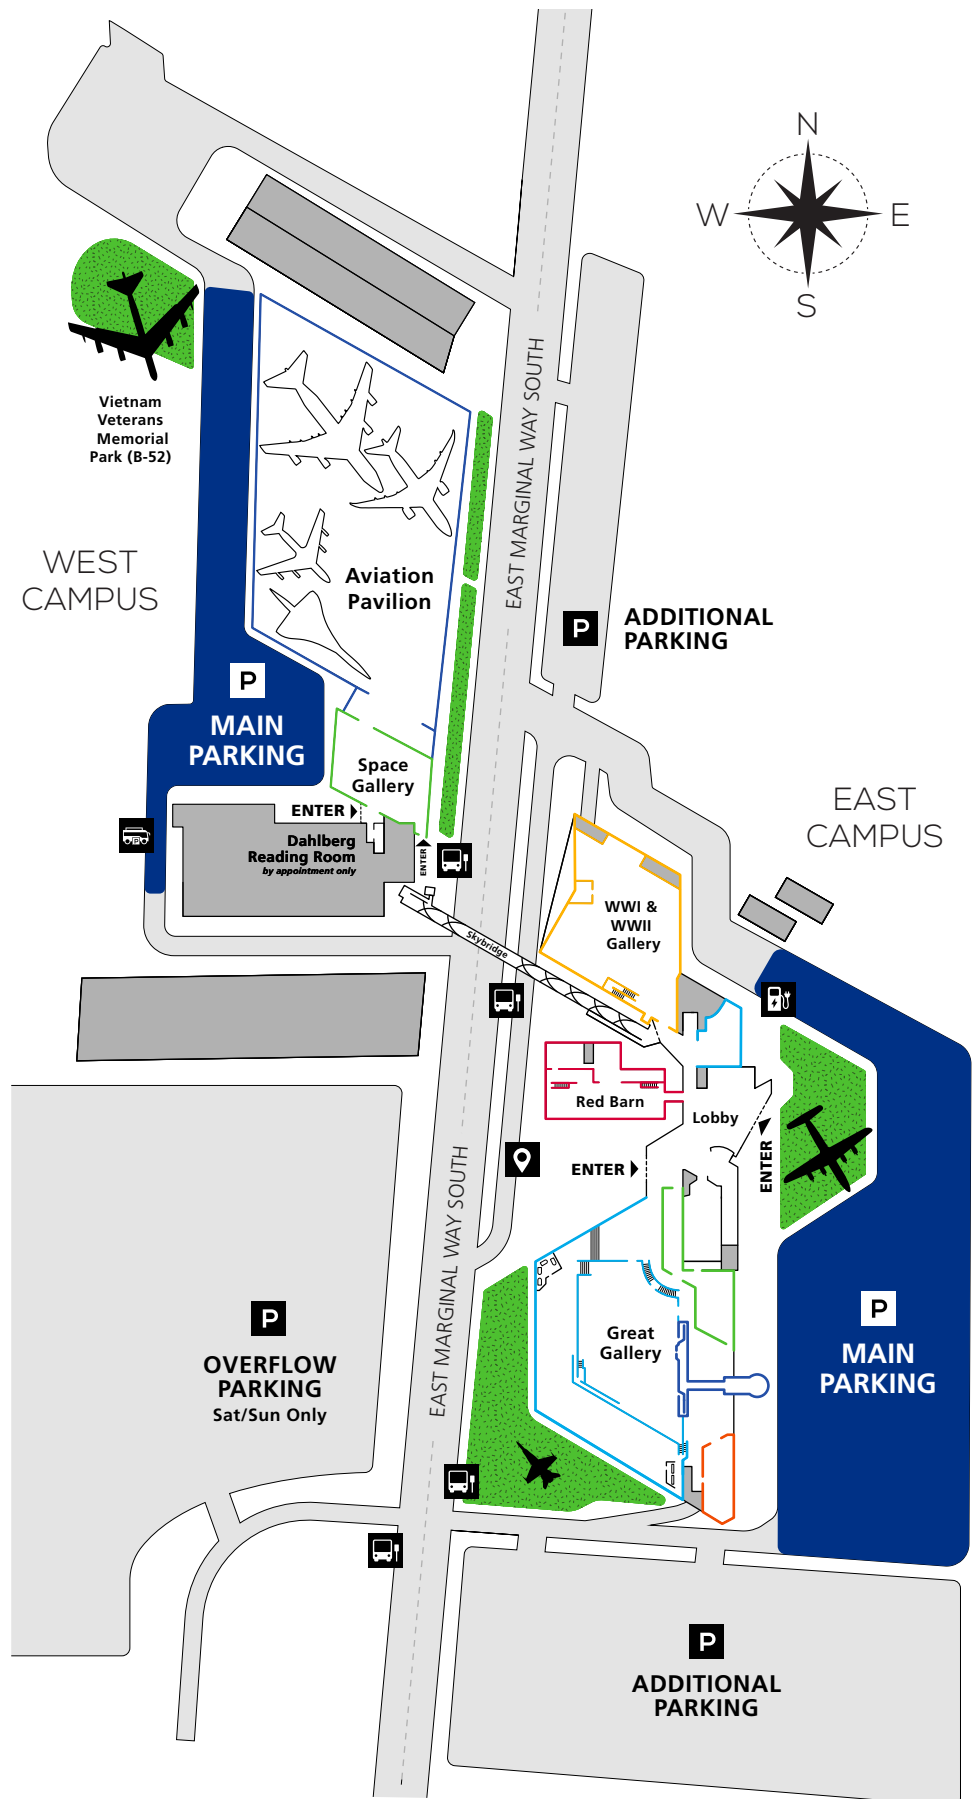 N
W
E
S
Vietnam
Veterans
Memorial
Park (B-52)
EAST MARGINAL WAY SOUTH
WEST
CAMPUS
Aviation
Pavilion
P
ADDITIONAL
PARKING
P
MAIN
PARKING
Space
Gallery
EAST
CAMPUS
ENTER
Dahlberg
Reading Room
by appointment only
ENTER
P
WWI &
WWII
Gallery
Skybridge
Red Barn
Lobby
ENTER
ENTER
EAST MARGINAL WAY SOUTH
P
OVERFLOW
PARKING
Sat/Sun Only
Great
Gallery
P
MAIN
PARKING
P
ADDITIONAL
PARKING